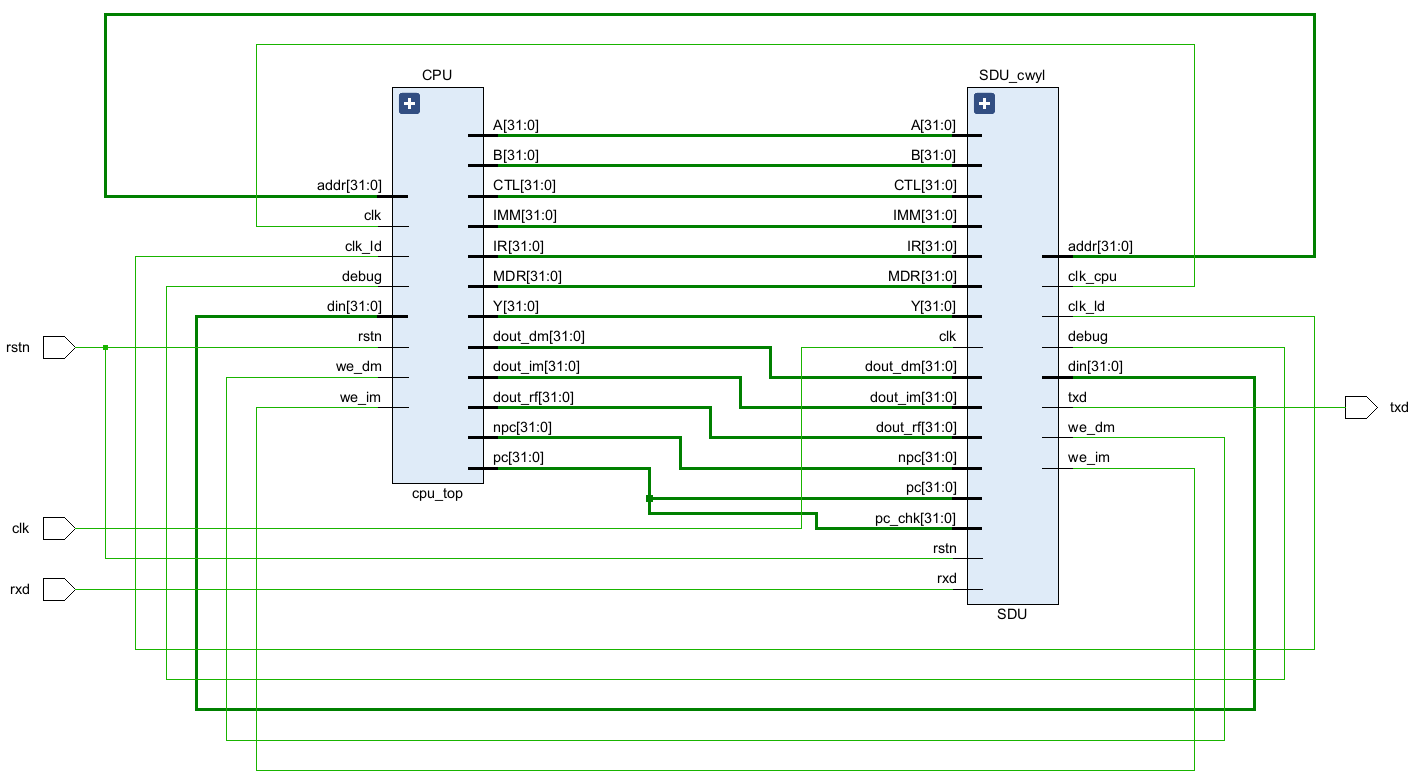 CPU
SDU_cwyl
A[31:0]
A[31:0]
B[31:0]
B[31:0]
addr[31:0]
CTL[31:0]
CTL[31:0]
clk
IMM[31:0]
IMM[31:0]
clk_ld
IR[31:0]
IR[31:0]
addr[31:0]
debug
MDR[31:0]
MDR[31:0]
clk_cpu
din[31:0]
Y[31:0]
Y[31:0]
clk_ld
rstn
rstn
dout_dm[31:0]
clk
debug
we_dm
dout_im[31:0]
dout_dm[31:0]
din[31:0]
we_im
dout_rf[31:0]
dout_im[31:0]
txd
txd
npc[31:0]
dout_rf[31:0]
we_dm
pc[31:0]
npc[31:0]
we_im
cpu_top
pc[31:0]
clk
pc_chk[31:0]
rstn
rxd
rxd
SDU